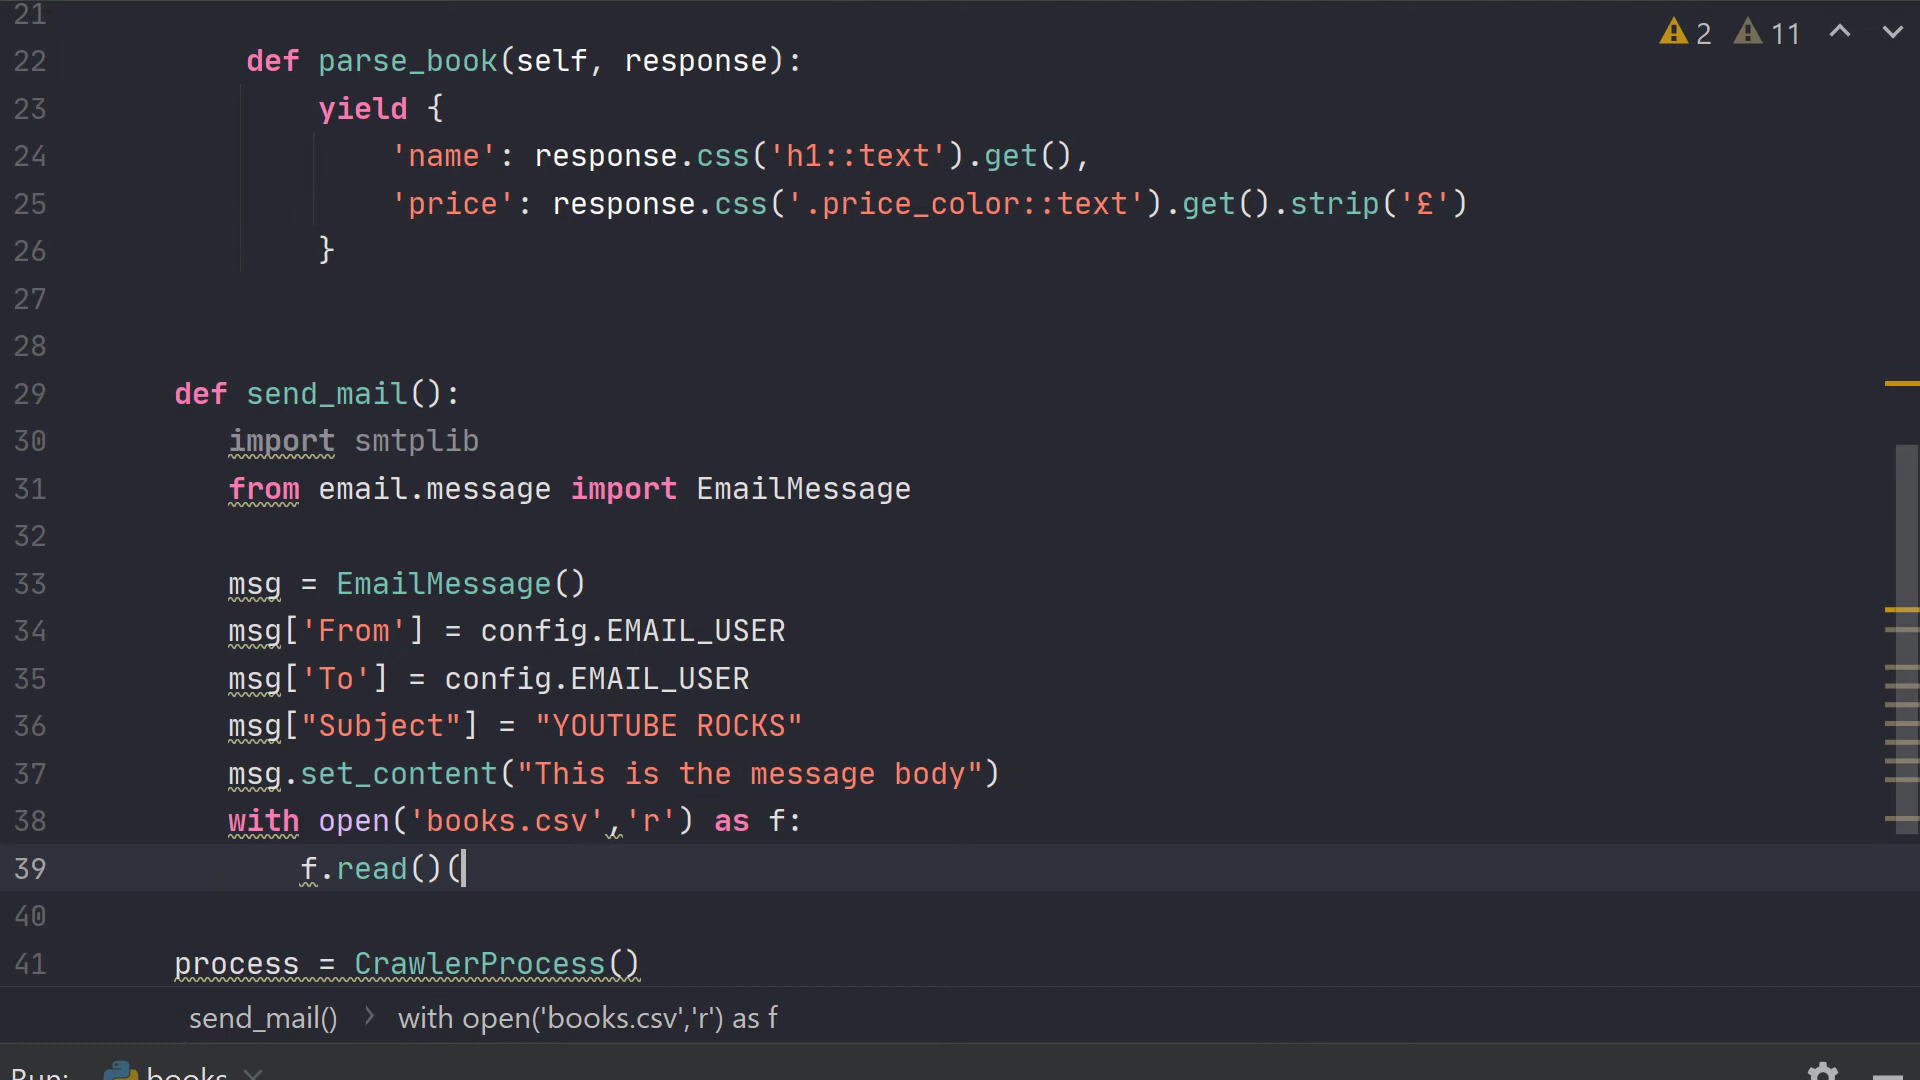 21
2 11
22 def parse_book(self, response):
23 yield {
24 'name': response.css('h1::text').get(),
25 'price': response.css('.price_color::text').get().strip('£')
26 }
27
28
29 def send_mail():
30 import smtplib
31 from email.message import EmailMessage
32
33 msg = EmailMessage()
34 msg['From'] = config.EMAIL_USER
35 msg['To'] = config.EMAIL_USER
36 msg["Subject"] = "YOUTUBE ROCKS"
37 msg.set_content("This is the message body")
38 with open('books.csv','r') as f:
39 f.read()(
40
41 process = CrawlerProcess()
send_mail() > with open('books.csv','r') as f
Run: books